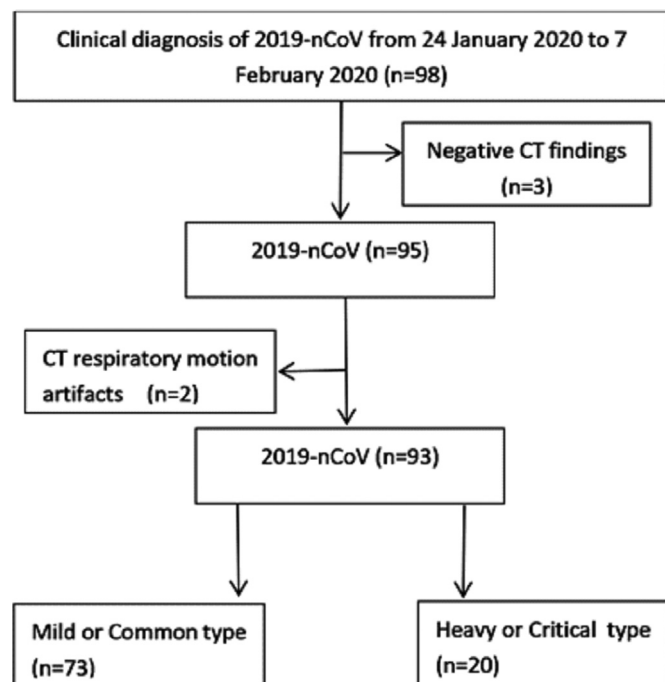 Clinical diagnosis of 2019-nCoV from 24 January 2020 to 7
February 2020 (n=98)
Negative CT findings
(n=3)
2019-nCoV (n=95)
CT respiratory motion
artifacts (n=2)
2019-nCoV (n=93)
Mild or Common type
(n=73)
Heavy or Critical type
(n=20)